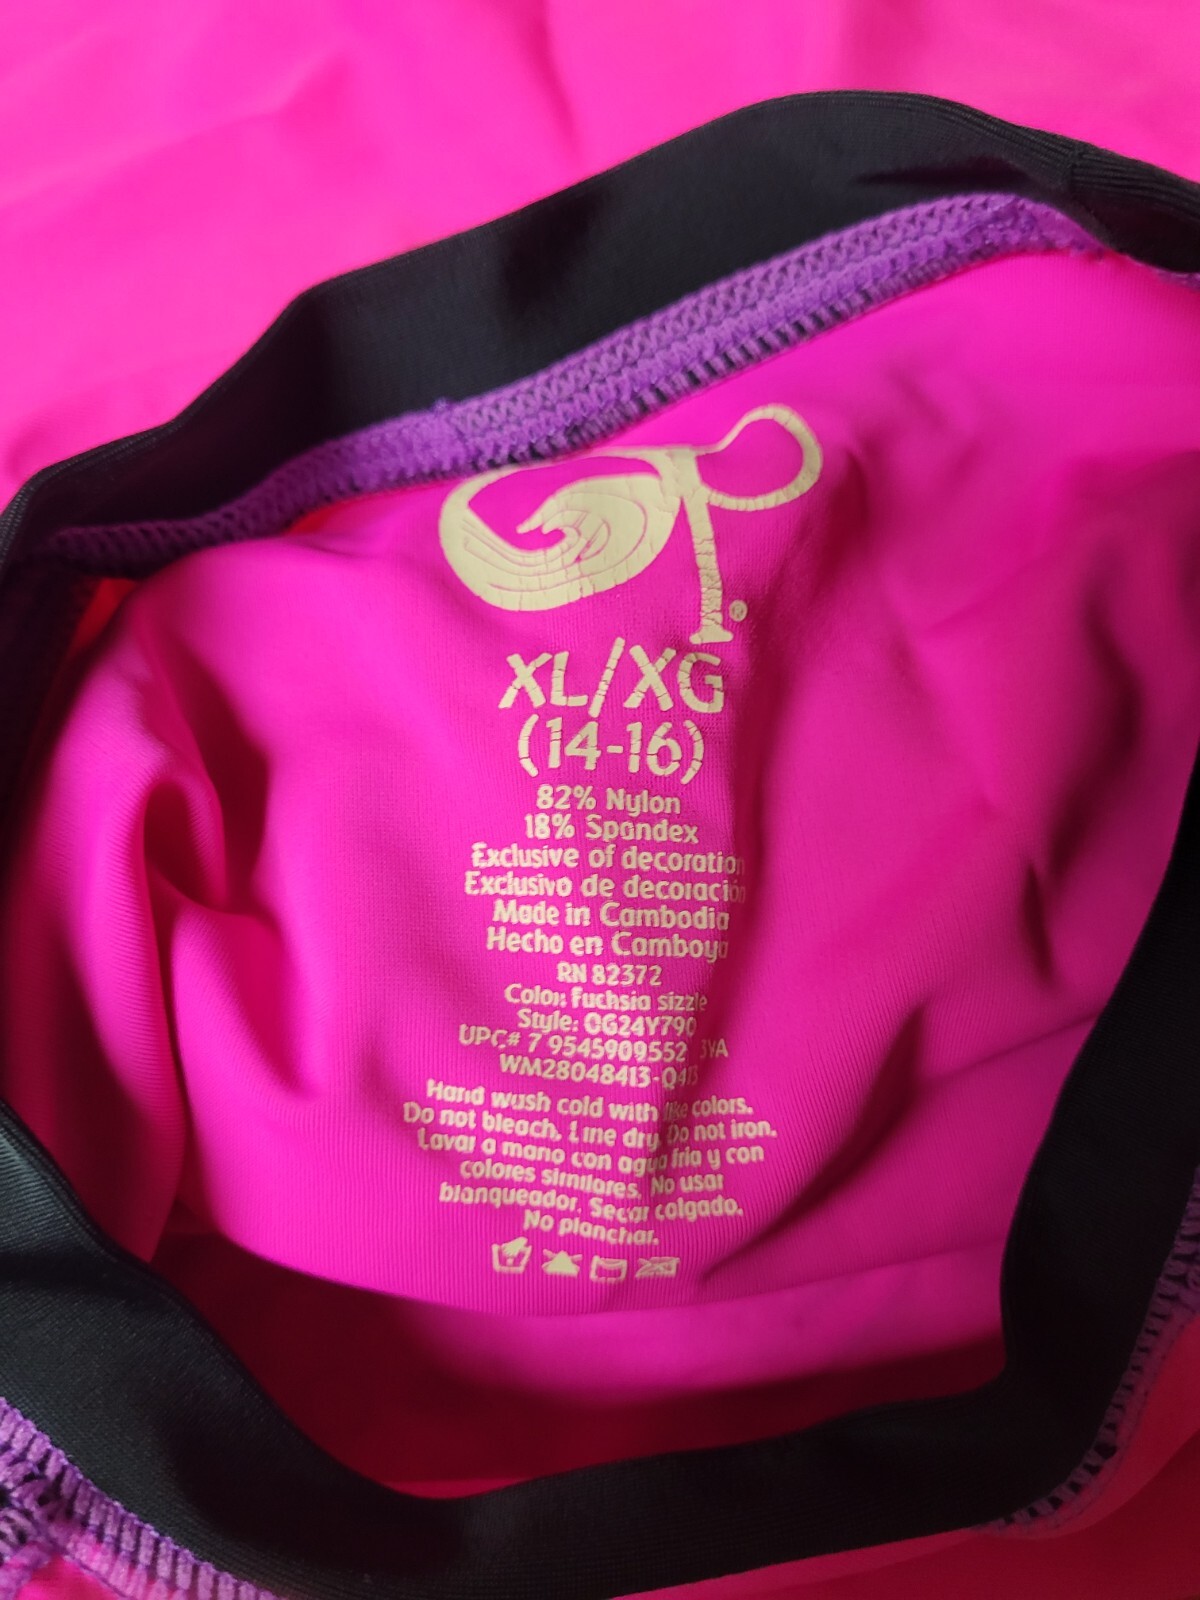 Op®
XL/XG
(14-16)
82% Nylon
18% Spandex
Exclusive of decoration
Exclusivo de decoración
Made in Cambodia
Hecho en Camboya
RN 82372
Color: Fuchsia sizzle
Style: OG24Y790
UPC# 7 9545909552 3YA
WM28048413-Q413
Hand wash cold with like colors.
Do not bleach. Line dry. Do not iron.
Lavar a mano con agua fria y con
colores similares. No usar
blanqueador. Secar colgado.
No planchar.